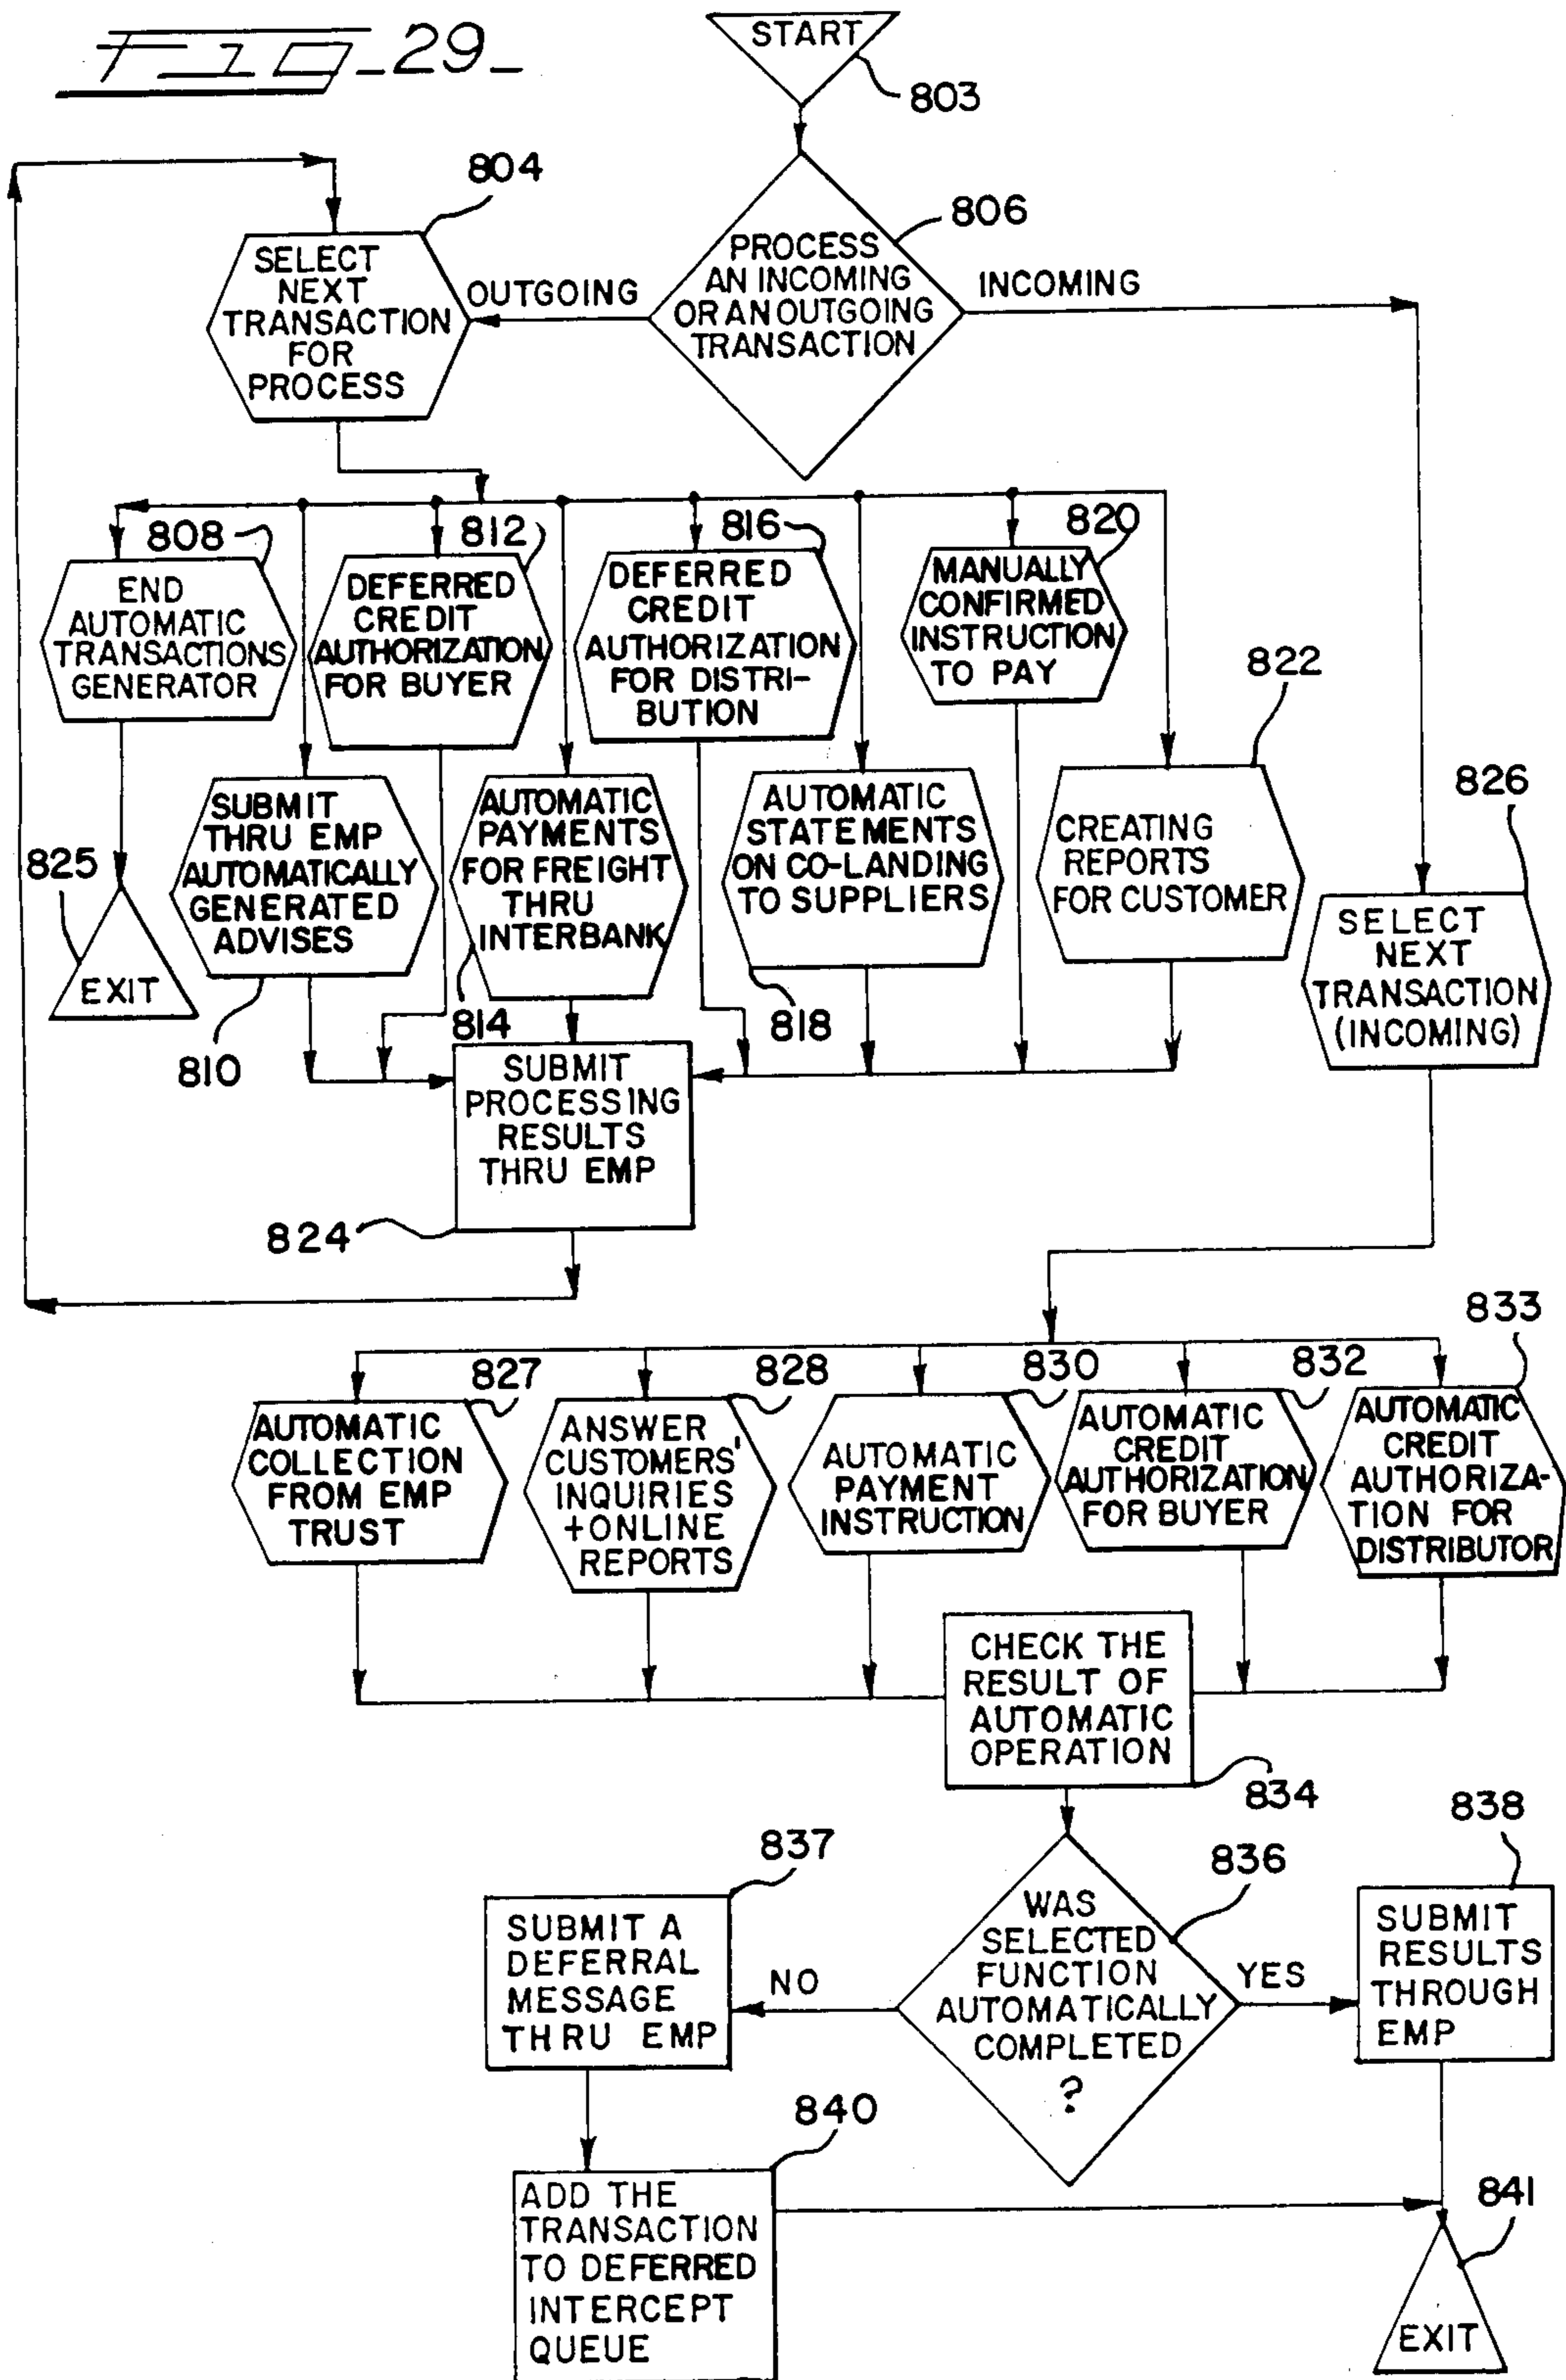 FIG_29_
START
803
804
806
SELECT
NEXT
TRANSACTION
FOR
PROCESS
OUTGOING
PROCESS
AN INCOMING
OR AN OUTGOING
TRANSACTION
INCOMING
808
END
AUTOMATIC
TRANSACTIONS
GENERATOR
812
DEFERRED
CREDIT
AUTHORIZATION
FOR BUYER
816
DEFERRED
CREDIT
AUTHORIZATION
FOR DISTRI-
BUTION
820
MANUALLY
CONFIRMED
INSTRUCTION
TO PAY
822
825
EXIT
SUBMIT
THRU EMP
AUTOMATICALLY
GENERATED
ADVISES
810
AUTOMATIC
PAYMENTS
FOR FREIGHT
THRU
INTERBANK
814
AUTOMATIC
STATEMENTS
ON CO-LANDING
TO SUPPLIERS
818
CREATING
REPORTS
FOR CUSTOMER
826
SELECT
NEXT
TRANSACTION
(INCOMING)
SUBMIT
PROCESSING
RESULTS
THRU EMP
824
827
AUTOMATIC
COLLECTION
FROM EMP
TRUST
828
ANSWER
CUSTOMERS'
INQUIRIES
+ONLINE
REPORTS
830
AUTOMATIC
PAYMENT
INSTRUCTION
832
AUTOMATIC
CREDIT
AUTHORIZATION
FOR BUYER
833
AUTOMATIC
CREDIT
AUTHORIZA-
TION FOR
DISTRIBUTOR
CHECK THE
RESULT OF
AUTOMATIC
OPERATION
834
837
SUBMIT A
DEFERRAL
MESSAGE
THRU EMP
NO
836
WAS
SELECTED
FUNCTION
AUTOMATICALLY
COMPLETED
?
YES
838
SUBMIT
RESULTS
THROUGH
EMP
840
ADD THE
TRANSACTION
TO DEFERRED
INTERCEPT
QUEUE
841
EXIT